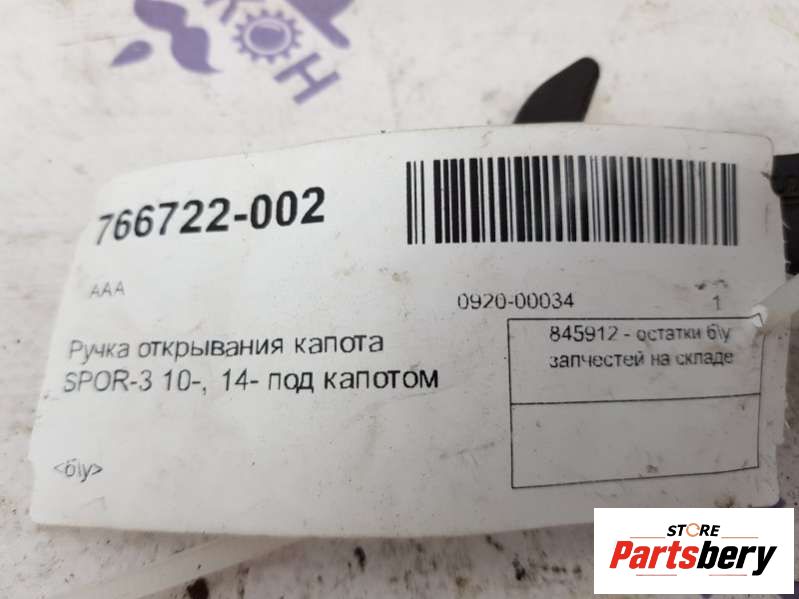 КОН
766722-002
AAA
0920-00034
1
Ручка открывания капота
SPOR-3 10-, 14- под капотом
845912 - остатки б\у
запчестей на складе
<б\у>
STORE
Partsbery